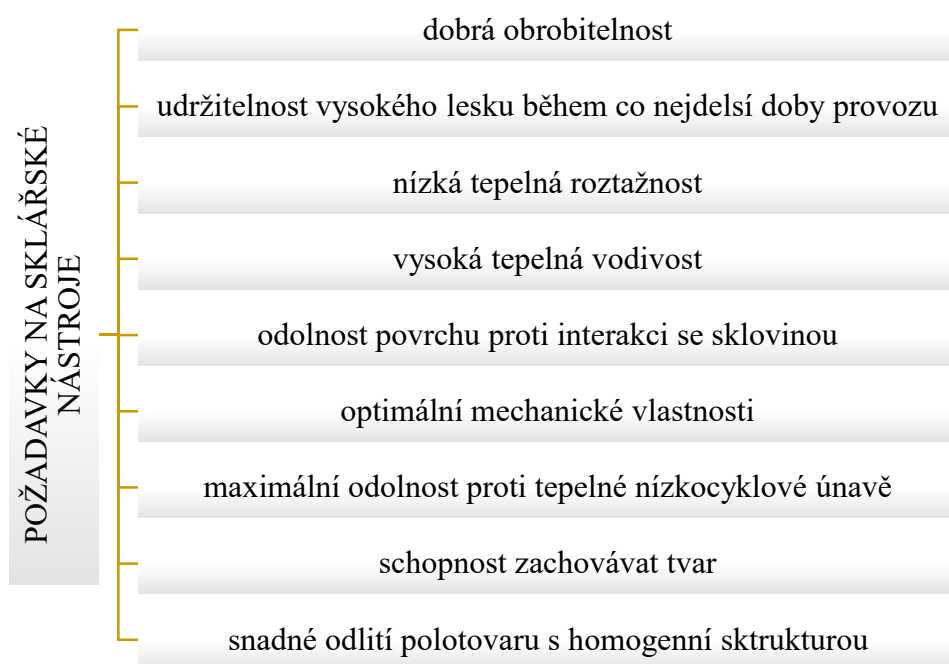 POŽADAVKY NA SKLÁŘSKÉ
NÁSTROJE
dobrá obrobitelnost
udržitelnost vysokého lesku během co nejdelsí doby provozu
nízká tepelná roztažnost
vysoká tepelná vodivost
odolnost povrchu proti interakci se sklovinou
optimální mechanické vlastnosti
maximální odolnost proti tepelné nízkocyklové únavě
schopnost zachovávat tvar
snadné odlití polotovaru s homogenní sktrukturou